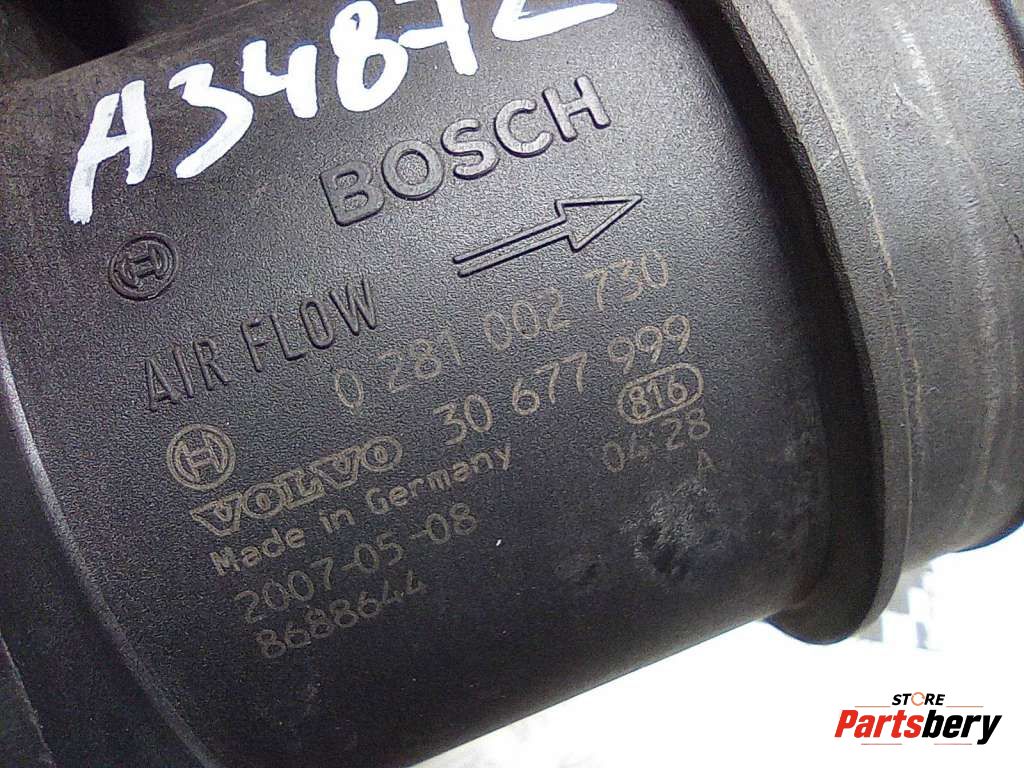 A34872
BOSCH
AIR FLOW
0 281 002 730
VOLVO 30 677 999
Made in Germany 816
2007-05-08 04:28
8688644 A
STORE
Partsbery